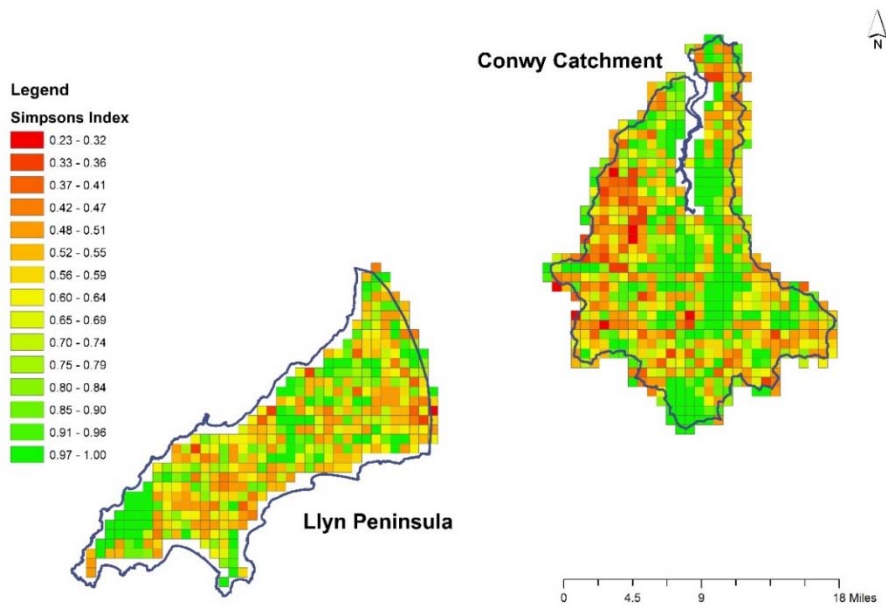 N
Conwy Catchment
Legend
Simpsons Index
0.23 - 0.32
0.33 - 0.36
0.37 - 0.41
0.42 - 0.47
0.48 - 0.51
0.52 - 0.55
0.56 - 0.59
0.60 - 0.64
0.65 - 0.69
0.70 - 0.74
0.75 - 0.79
0.80 - 0.84
0.85 - 0.90
0.91 - 0.96
0.97 - 1.00
Llyn Peninsula
0 4.5 9 18 Miles